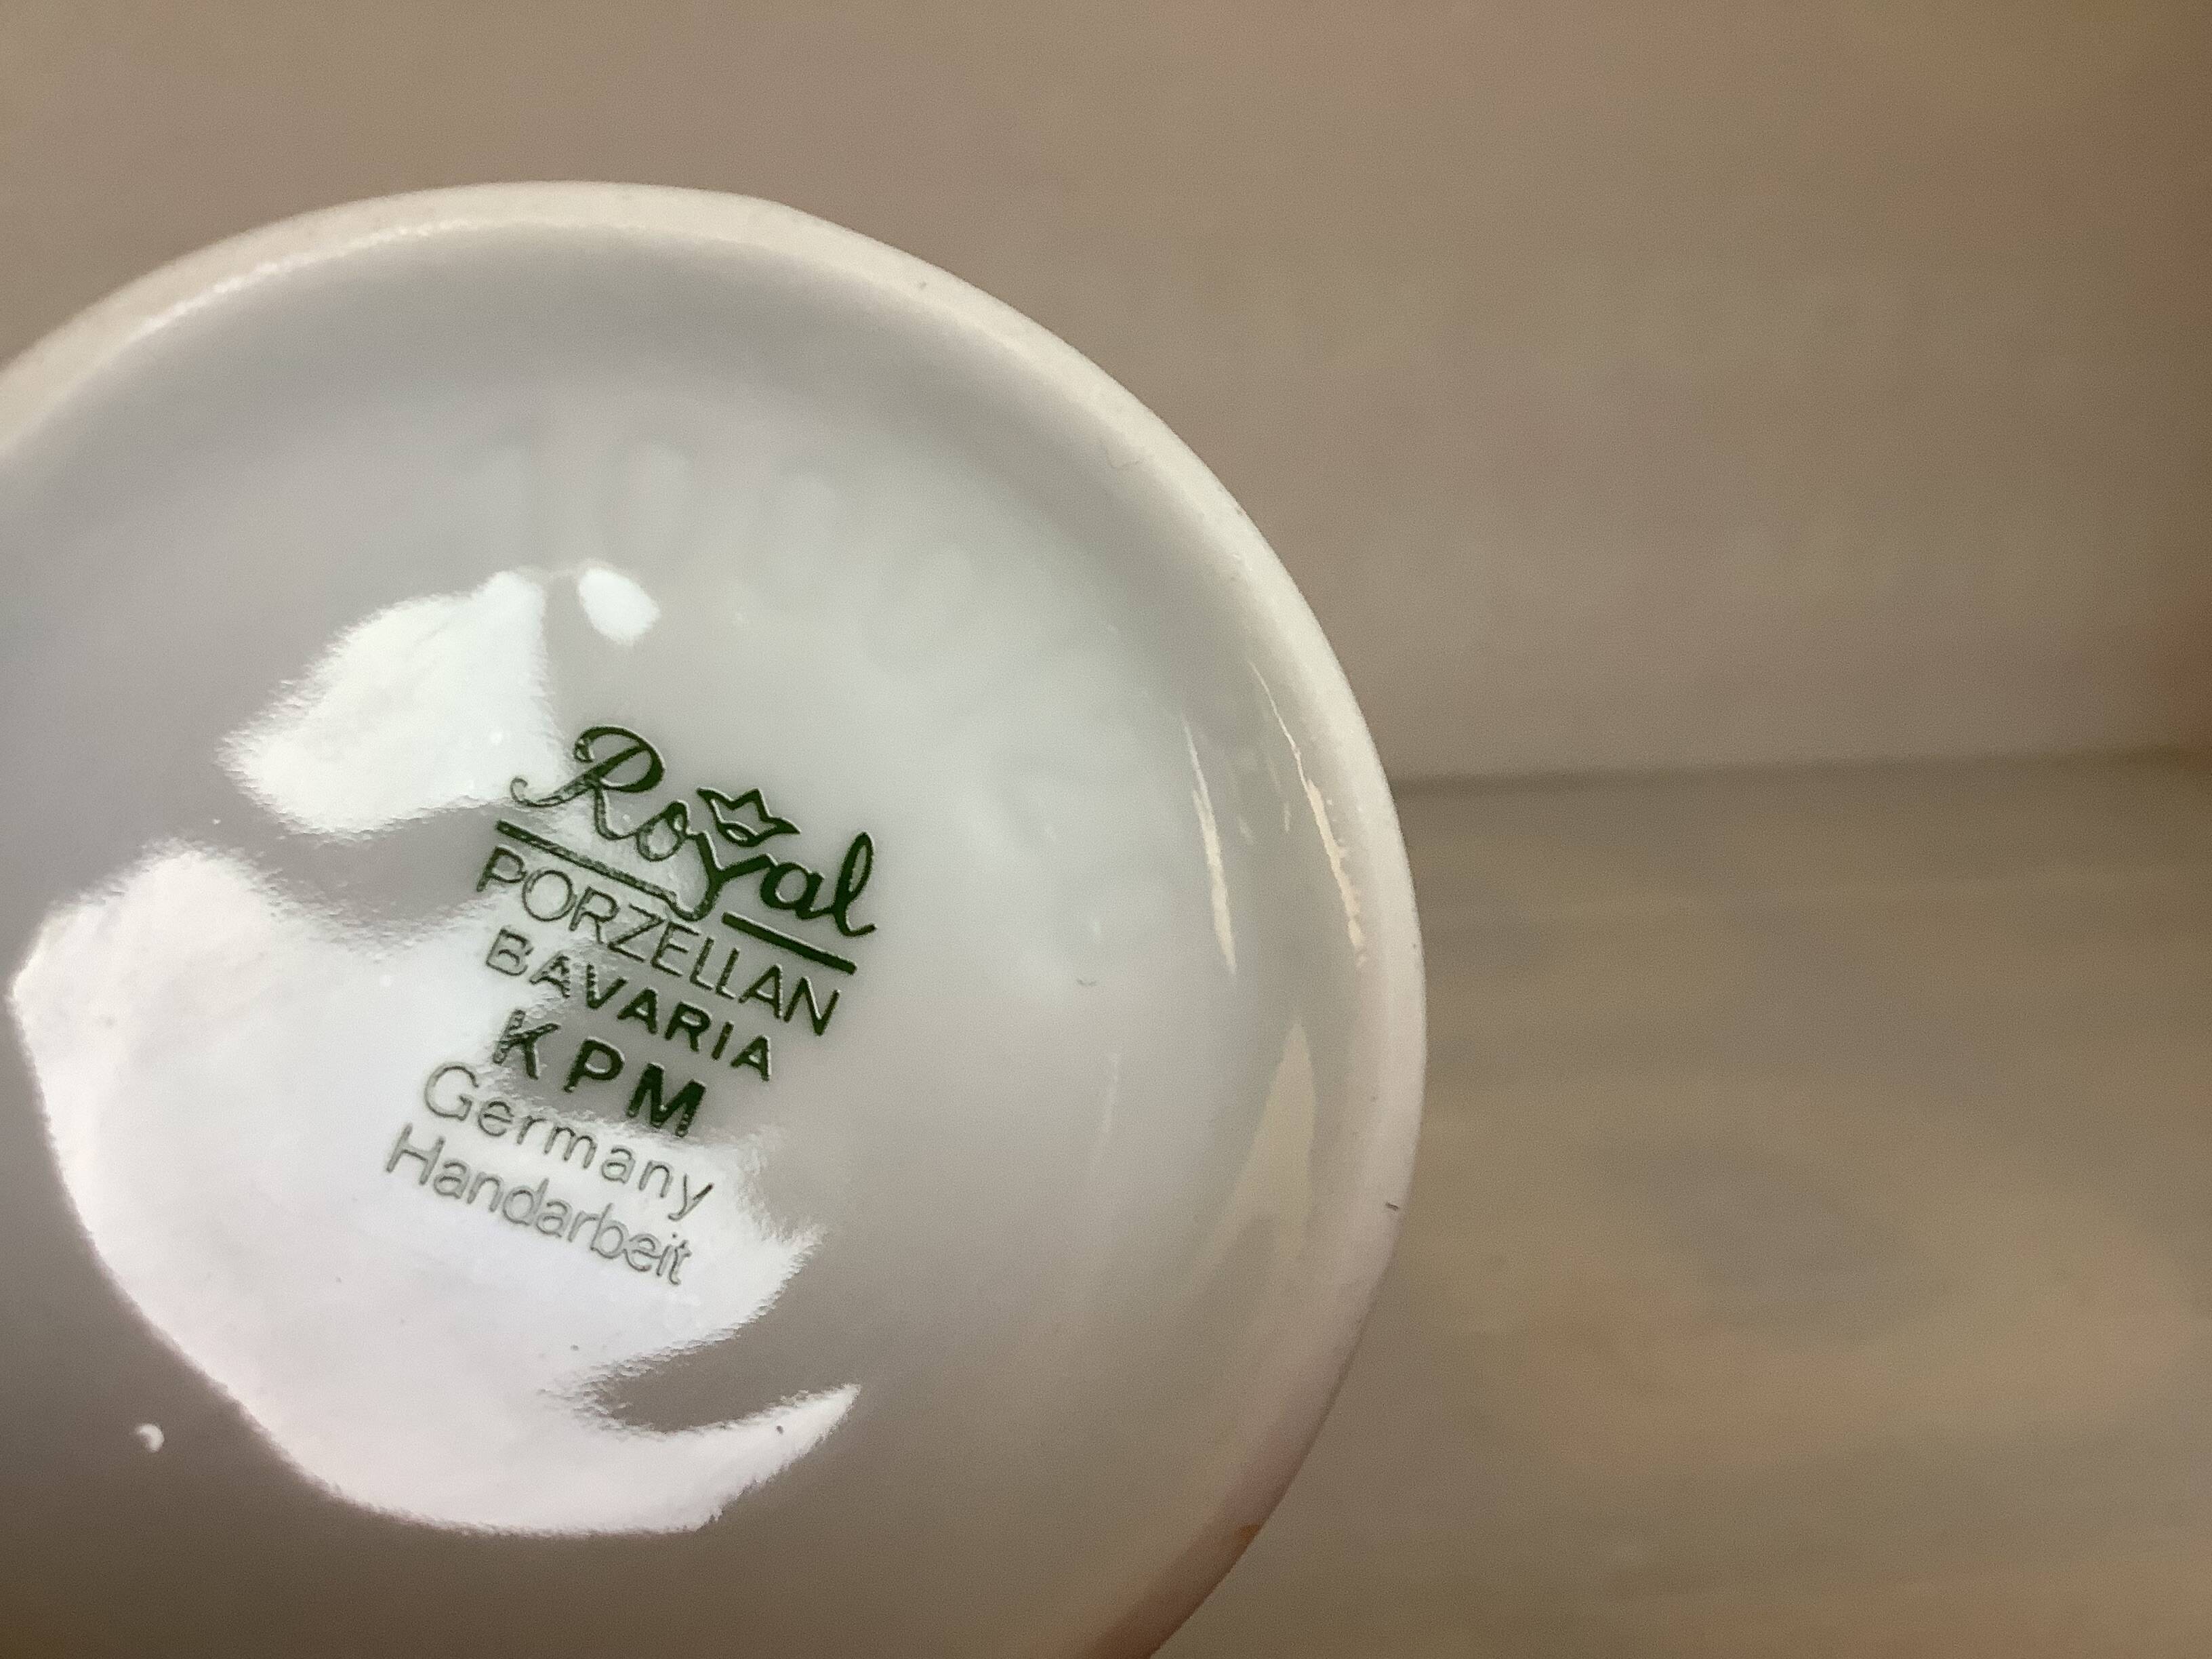 Royal
PORZELLAN
BAVARIA
KPM
Germany
Handarbeit